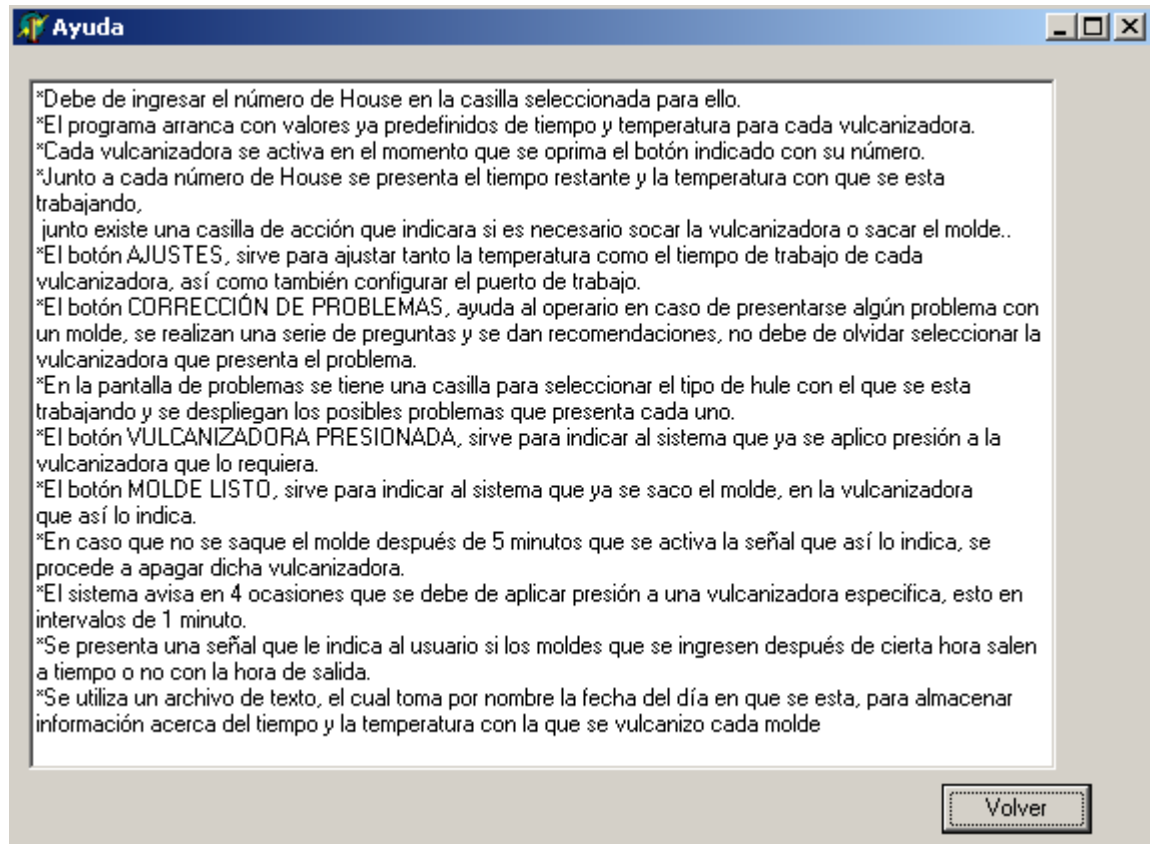 Ayuda
*Debe de ingresar el número de House en la casilla seleccionada para ello.
*El programa arranca con valores ya predefinidos de tiempo y temperatura para cada vulcanizadora.
*Cada vulcanizadora se activa en el momento que se oprima el botón indicado con su número.
*Junto a cada número de House se presenta el tiempo restante y la temperatura con que se esta
trabajando,
junto existe una casilla de acción que indicara si es necesario socar la vulcanizadora o sacar el molde..
*El botón AJUSTES, sirve para ajustar tanto la temperatura como el tiempo de trabajo de cada
vulcanizadora, así como también configurar el puerto de trabajo.
*El botón CORRECCIÓN DE PROBLEMAS, ayuda al operario en caso de presentarse algún problema con
un molde, se realizan una serie de preguntas y se dan recomendaciones, no debe de olvidar seleccionar la
vulcanizadora que presenta el problema.
*En la pantalla de problemas se tiene una casilla para seleccionar el tipo de hule con el que se esta
trabajando y se despliegan los posibles problemas que presenta cada uno.
*El botón VULCANIZADORA PRESIONADA, sirve para indicar al sistema que ya se aplico presión a la
vulcanizadora que lo requiera.
*El botón MOLDE LISTO, sirve para indicar al sistema que ya se saco el molde, en la vulcanizadora
que así lo indica.
*En caso que no se saque el molde después de 5 minutos que se activa la señal que así lo indica, se
procede a apagar dicha vulcanizadora.
*El sistema avisa en 4 ocasiones que se debe de aplicar presión a una vulcanizadora especifica, esto en
intervalos de 1 minuto.
*Se presenta una señal que le indica al usuario si los moldes que se ingresen después de cierta hora salen
a tiempo o no con la hora de salida.
*Se utiliza un archivo de texto, el cual toma por nombre la fecha del día en que se esta, para almacenar
información acerca del tiempo y la temperatura con la que se vulcanizo cada molde
Volver